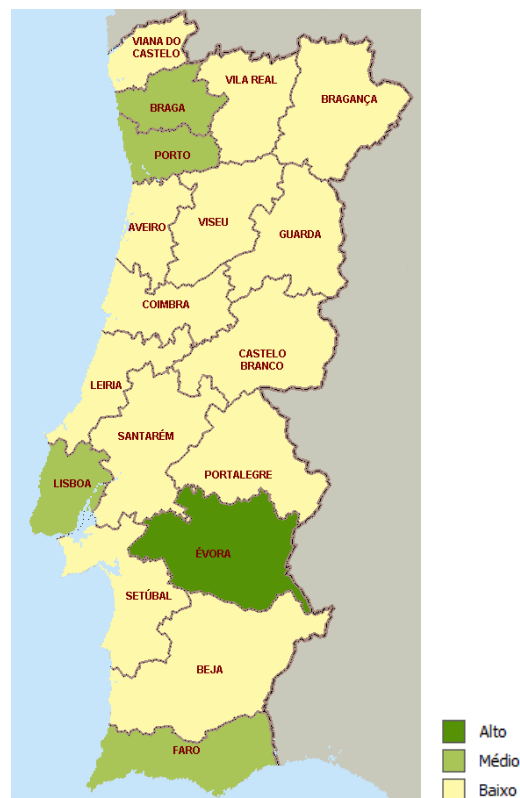 VIANA DO
CASTELO
VILA REAL
BRAGANÇA
BRAGA
PORTO
AVEIRO
VISEU
GUARDA
COIMBRA
CASTELO
BRANCO
LEIRIA
SANTARÉM
PORTALEGRE
LISBOA
ÉVORA
SETÚBAL
BEJA
FARO
Alto
Médio
Baixo